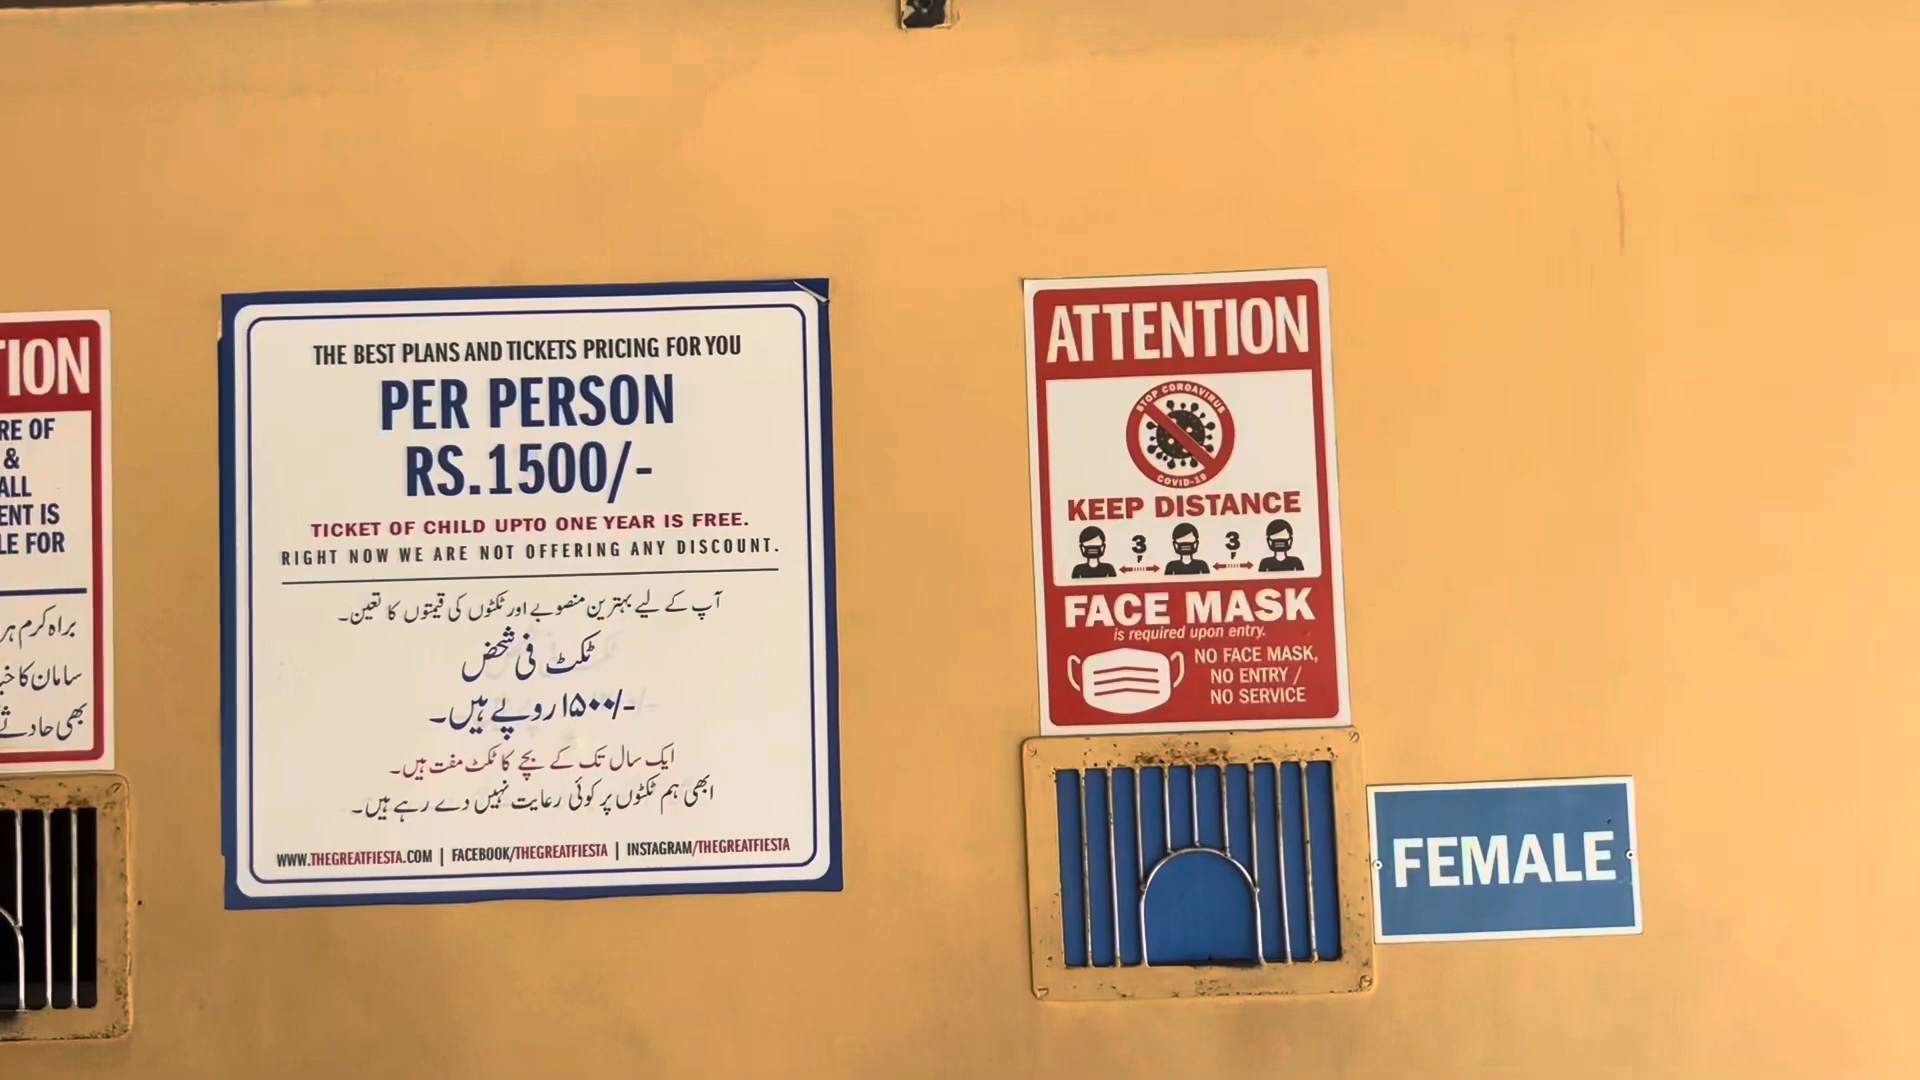 TION
RE OF
&
ALL
ENT IS
LE FOR
براہ کرم ہر
سامان کا
بھی
THE BEST PLANS AND TICKETS PRICING FOR YOU
PER PERSON
RS.1500/-
TICKET OF CHILD UPTO ONE YEAR IS FREE.
RIGHT NOW WE ARE NOT OFFERING ANY DISCOUNT.
آپ کے لیے بہترین منصوبے اور ٹکٹوں کی قیمتوں کا تعین۔
ٹکٹ فی شخص
۱۵۰۰/- روپے ہیں۔
ایک سال تک کے بچے کا ٹکٹ مفت ہیں۔
ابھی ہم ٹکٹوں پر کوئی رعایت نہیں دے رہے ہیں۔
WWW.THEGREATFIESTA.COM | FACEBOOK/THEGREATFIESTA | INSTAGRAM/THEGREATFIESTA
ATTENTION
STOP COROAVIRUS
COVID-19
KEEP DISTANCE
3 3
F F
FACE MASK
is required upon entry.
NO FACE MASK,
NO ENTRY /
NO SERVICE
FEMALE